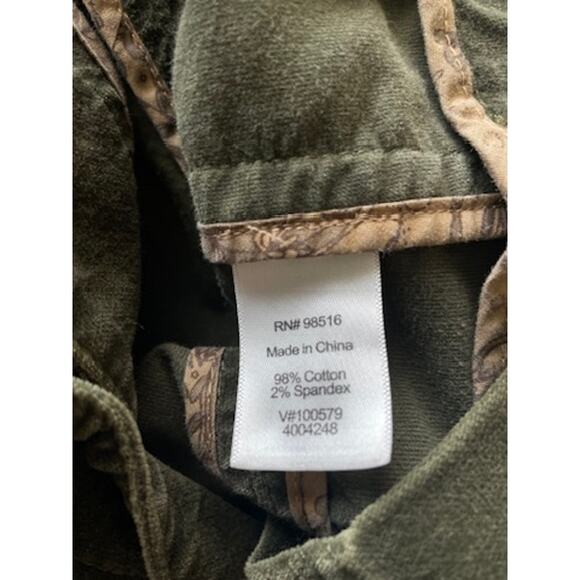 RN# 98516
Made in China
98% Cotton
2% Spandex
V#100579
4004248